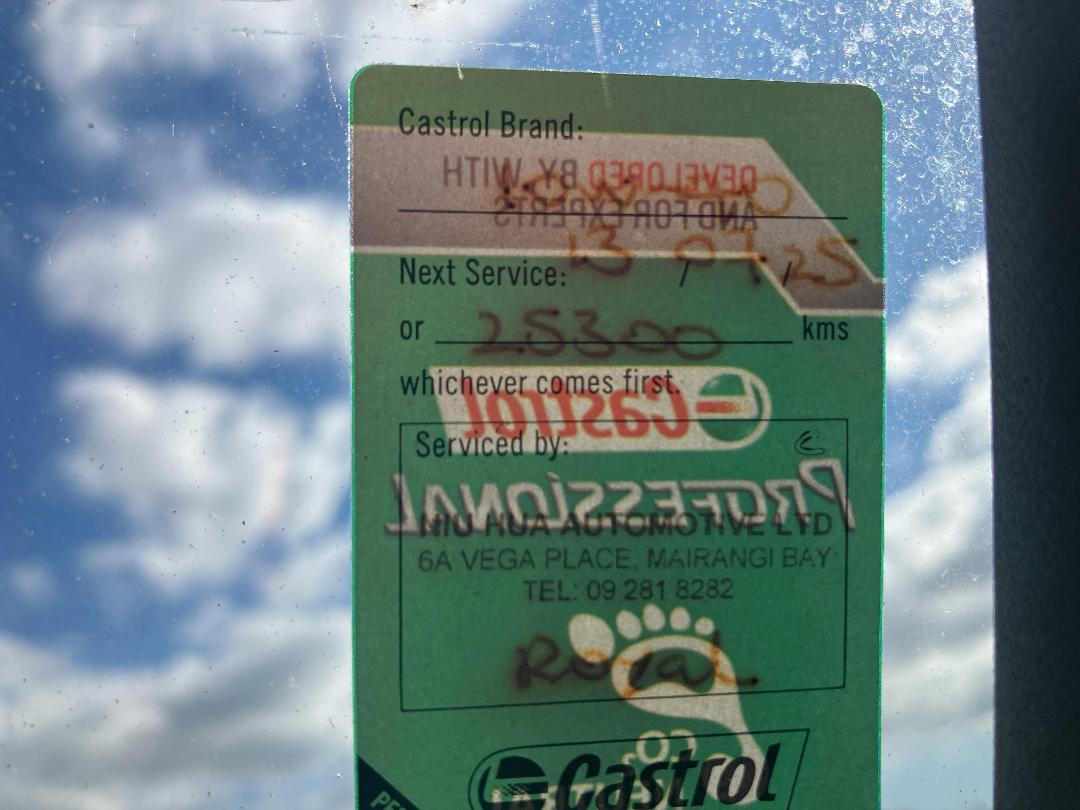 Castrol Brand:
DEVELOPED BY, WITH
AND FOR EXPERTS
Next Service: 13 / 07 / 25
or 25300 kms
whichever comes first.
Castrol
Serviced by:
PROFESSIONAL
NIU HUA AUTOMOTIVE LTD
6A VEGA PLACE, MAIRANGI BAY
TEL: 09 281 8282
Royal
Castrol